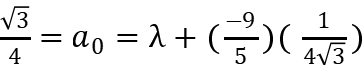 √3/4 = a₀ = λ + (−9/5)( 1/(4√3) )